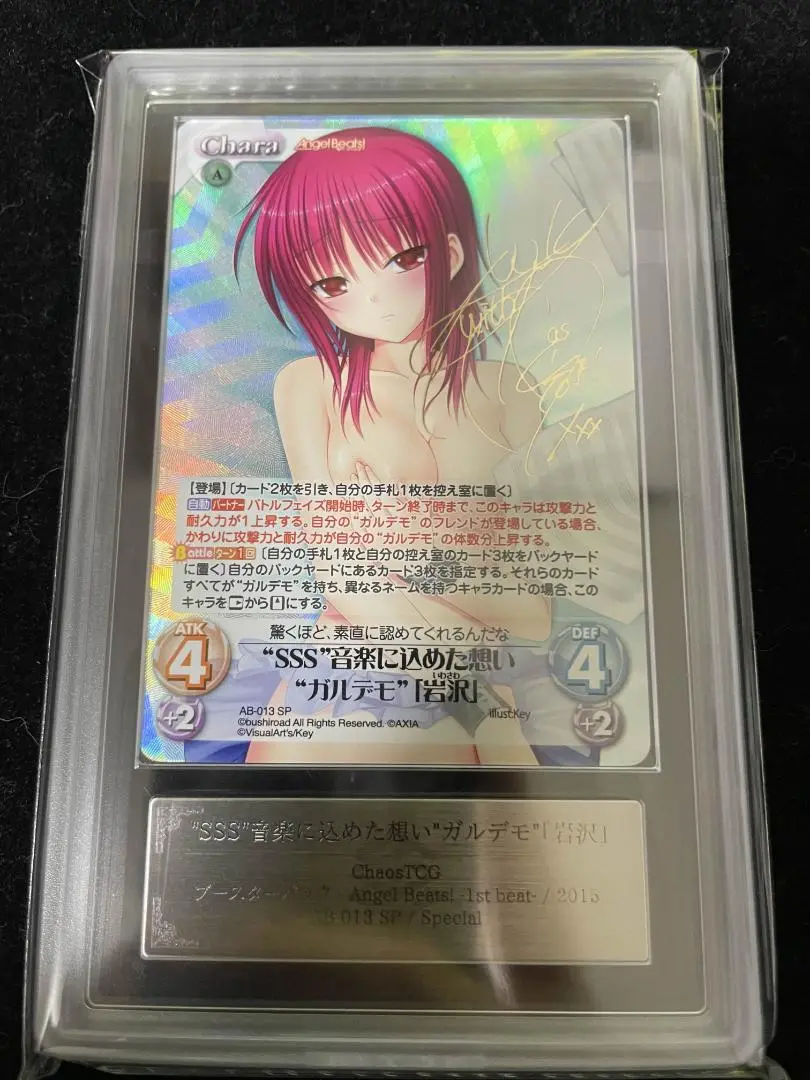 Chara Angel Beats!
A
with
as
xxx
【登場】〔カード2枚を引き、自分の手札1枚を控え室に置く〕
自動 パートナー バトルフェイズ開始時、ターン終了時まで、このキャラは攻撃力と
耐久力が1上昇する。自分の“ガルデモ”のフレンドが登場している場合、
かわりに攻撃力と耐久力が自分の“ガルデモ”の体数分上昇する。
Battle ターン1回 〔自分の手札1枚と自分の控え室のカード3枚をバックヤード
に置く〕自分のバックヤードにあるカード3枚を指定する。それらのカード
すべてが“ガルデモ”を持ち、異なるネームを持つキャラカードの場合、この
キャラを から にする。
ATK
4
+2
DEF
4
+2
驚くほど、素直に認めてくれるんだな
“SSS”音楽に込めた想い
いわさわ
“ガルデモ”「岩沢」
AB-013 SP
illust:Key
©bushiroad All Rights Reserved. ©AXIA
©VisualArt's/Key
"SSS"音楽に込めた想い"ガルデモ"「岩沢」
ChaosTCG
ブースターパック - Angel Beats! -1st beat- / 2015
AB-013 SP / Special